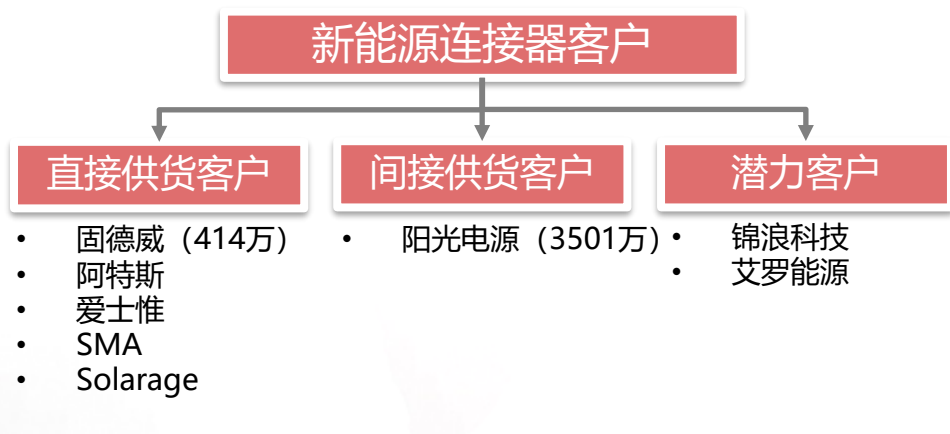 新能源连接器客户
直接供货客户
• 固德威（414万）
• 阿特斯
• 爱士惟
• SMA
• Solarage
间接供货客户
• 阳光电源（3501万）
潜力客户
• 锦浪科技
• 艾罗能源